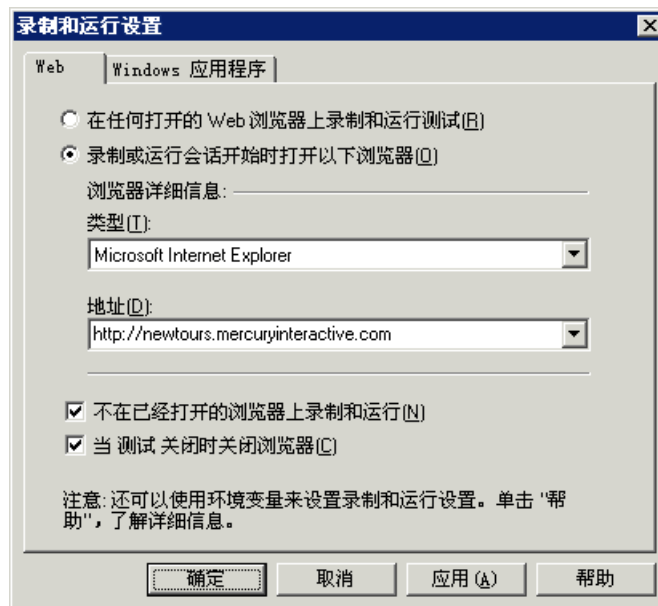 录制和运行设置
Web
Windows 应用程序
在任何打开的 Web 浏览器上录制和运行测试(R)
录制或运行会话开始时打开以下浏览器(O)
浏览器详细信息:
类型(T):
Microsoft Internet Explorer
地址(D):
http://newtours.mercuryinteractive.com
不在已经打开的浏览器上录制和运行(N)
当 测试 关闭时关闭浏览器(C)
注意: 还可以使用环境变量来设置录制和运行设置。单击 "帮
助", 了解详细信息。
确定
取消
应用(A)
帮助